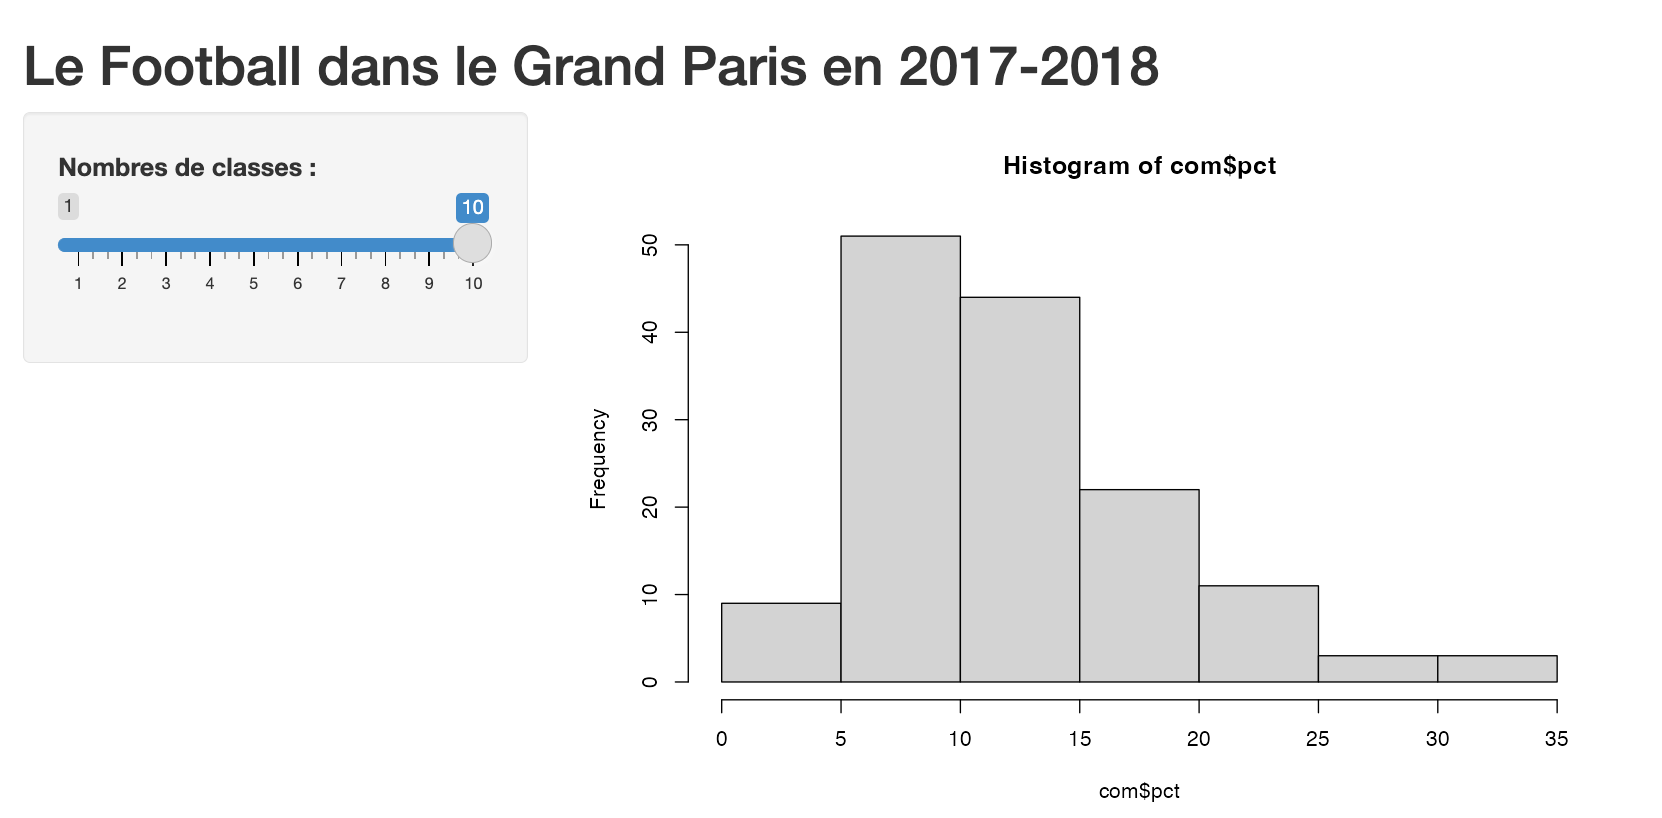 Le Football dans le Grand Paris en 2017-2018
Nombres de classes :
1
10
1 2 3 4 5 6 7 8 9 10
Histogram of com$pct
50
40
30
20
10
0
Frequency
0 5 10 15 20 25 30 35
com$pct